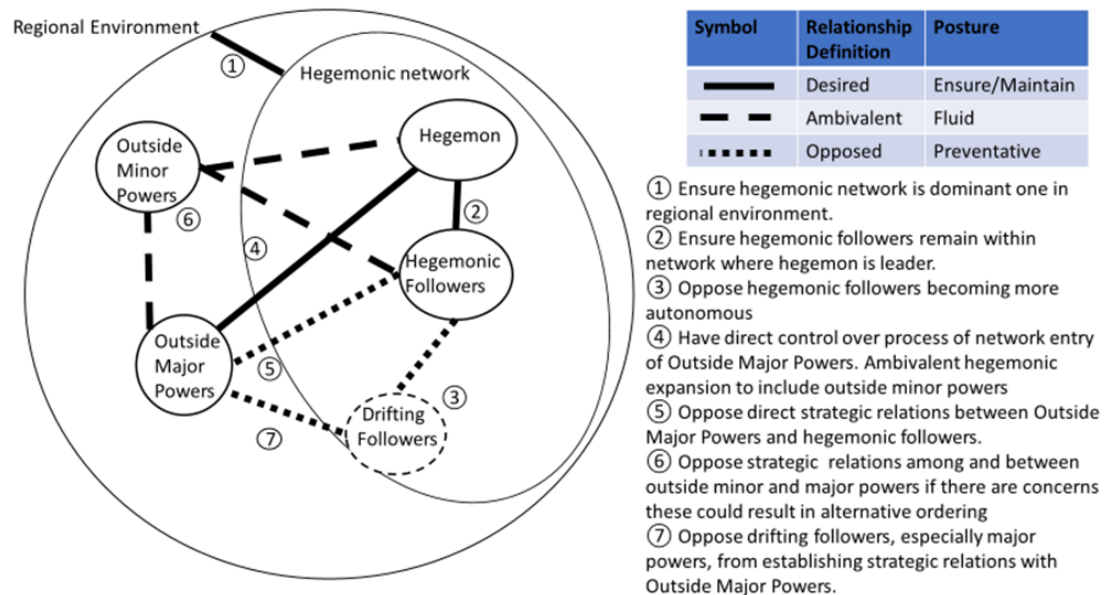 Regional Environment
①
Hegemonic network
Hegemon
Outside
Minor
Powers
⑥
②
④
Hegemonic
Followers
Outside
Major
Powers
⑤
③
Drifting
Followers
⑦
Symbol Relationship Definition Posture
Desired Ensure/Maintain
Ambivalent Fluid
Opposed Preventative
① Ensure hegemonic network is dominant one in
regional environment.
② Ensure hegemonic followers remain within
network where hegemon is leader.
③ Oppose hegemonic followers becoming more
autonomous
④ Have direct control over process of network entry
of Outside Major Powers. Ambivalent hegemonic
expansion to include outside minor powers
⑤ Oppose direct strategic relations between Outside
Major Powers and hegemonic followers.
⑥ Oppose strategic relations among and between
outside minor and major powers if there are concerns
these could result in alternative ordering
⑦ Oppose drifting followers, especially major
powers, from establishing strategic relations with
Outside Major Powers.